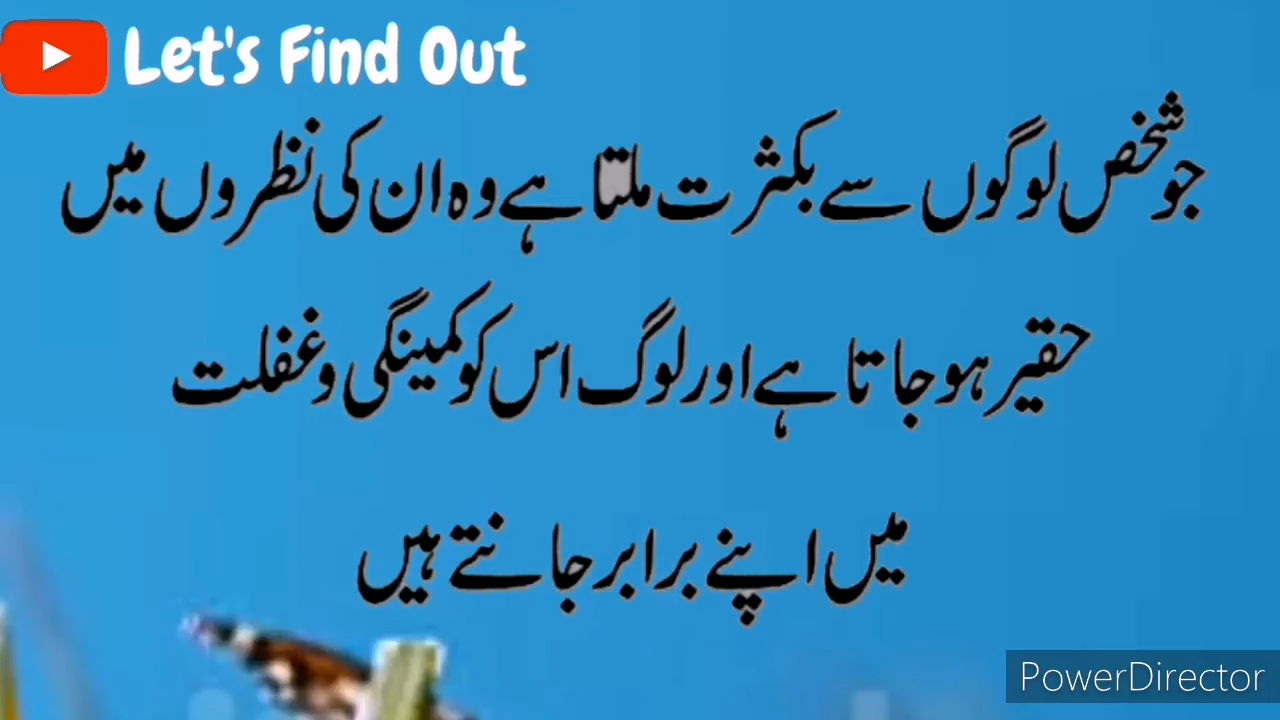 Let's Find Out
جو شخص لوگوں سے بکثرت ملتا ہے وہ ان کی نظروں میں
حقیر ہو جاتا ہے اور لوگ اس کو کمینگی و غفلت
میں اپنے برابر جانتے ہیں
PowerDirector